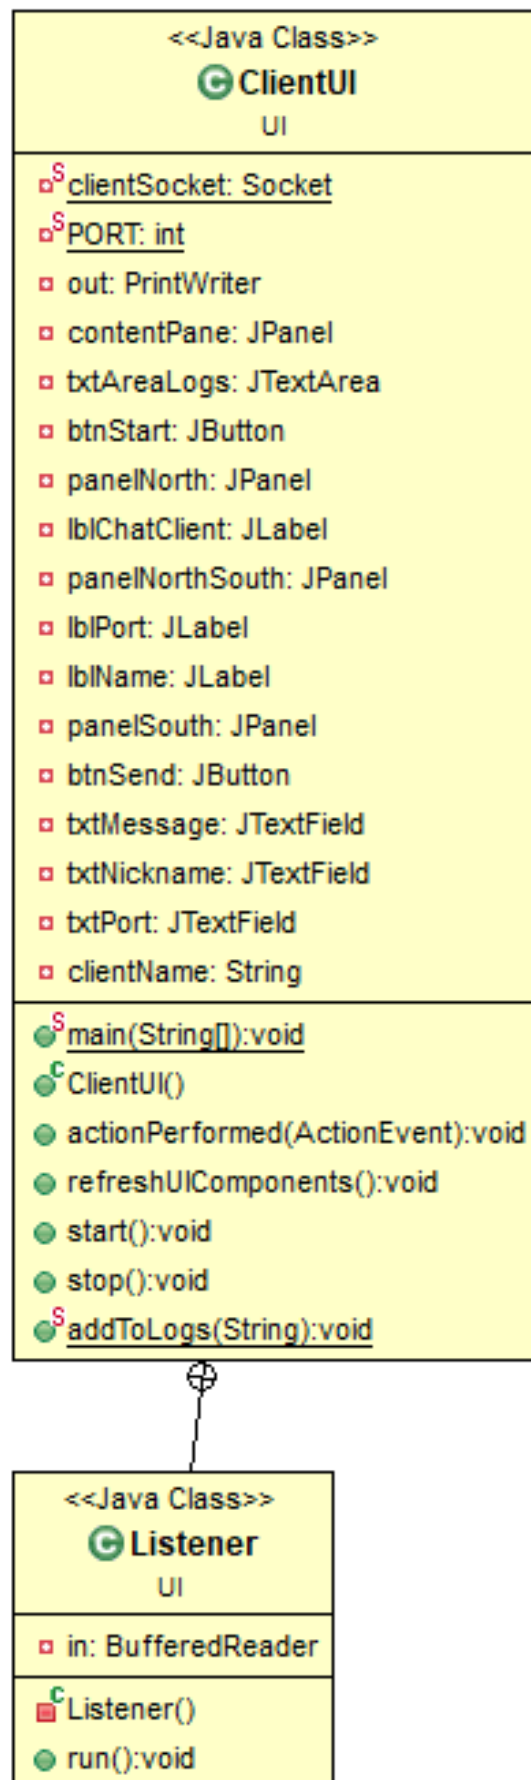 <<Java Class>>
ClientUI
UI
clientSocket: Socket
PORT: int
out: PrintWriter
contentPane: JPanel
txtAreaLogs: JTextArea
btnStart: JButton
panelNorth: JPanel
lblChatClient: JLabel
panelNorthSouth: JPanel
lblPort: JLabel
lblName: JLabel
panelSouth: JPanel
btnSend: JButton
txtMessage: JTextField
txtNickname: JTextField
txtPort: JTextField
clientName: String
main(String[]):void
ClientUI()
actionPerformed(ActionEvent):void
refreshUIComponents():void
start():void
stop():void
addToLogs(String):void
<<Java Class>>
Listener
UI
in: BufferedReader
Listener()
run():void